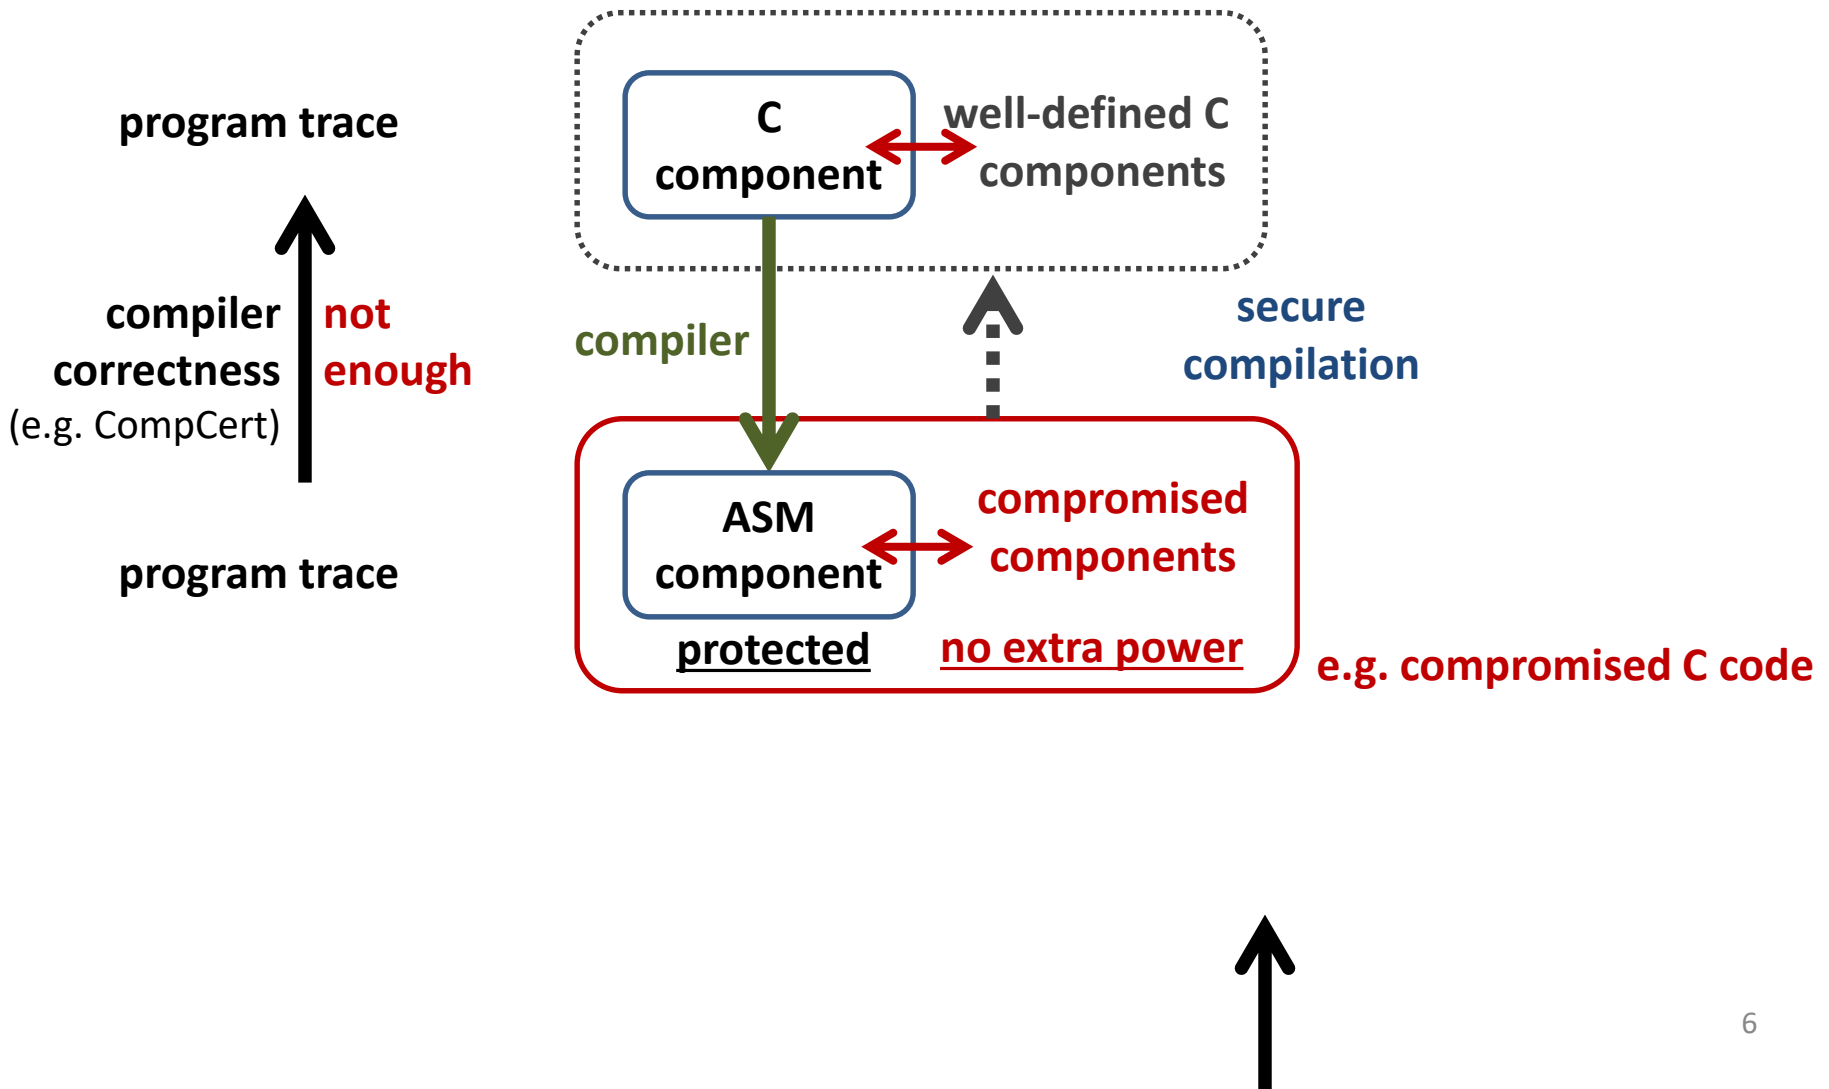 program trace
compiler
correctness
(e.g. CompCert)
not
enough
program trace
C
component
well-defined C
components
compiler
secure
compilation
ASM
component
compromised
components
protected
no extra power
e.g. compromised C code
6